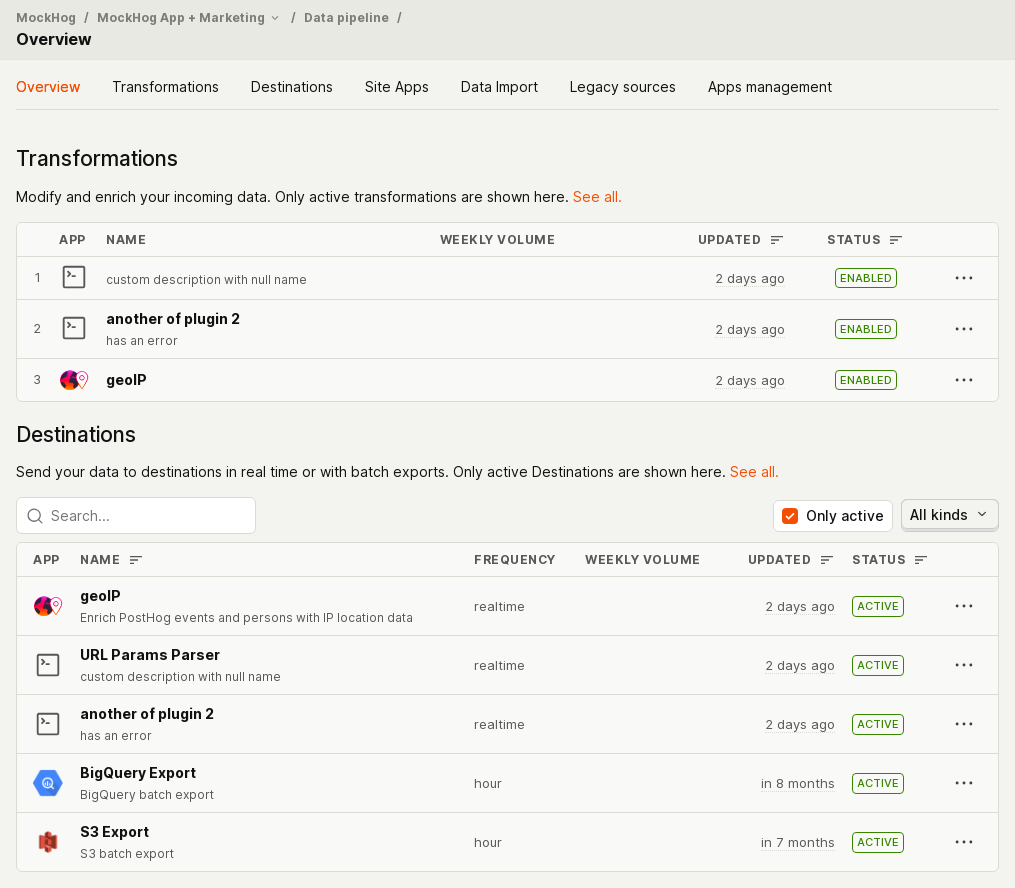 MockHog / MockHog App + Marketing / Data pipeline /
Overview
Overview Transformations Destinations Site Apps Data Import Legacy sources Apps management
Transformations
Modify and enrich your incoming data. Only active transformations are shown here. See all.
APP NAME WEEKLY VOLUME UPDATED STATUS
1 custom description with null name 2 days ago ENABLED
2 another of plugin 2 2 days ago ENABLED
has an error
3 geoIP 2 days ago ENABLED
Destinations
Send your data to destinations in real time or with batch exports. Only active Destinations are shown here. See all.
Search... Only active All kinds
APP NAME FREQUENCY WEEKLY VOLUME UPDATED STATUS
geoIP realtime 2 days ago ACTIVE
Enrich PostHog events and persons with IP location data
URL Params Parser realtime 2 days ago ACTIVE
custom description with null name
another of plugin 2 realtime 2 days ago ACTIVE
has an error
BigQuery Export hour in 8 months ACTIVE
BigQuery batch export
S3 Export hour in 7 months ACTIVE
S3 batch export